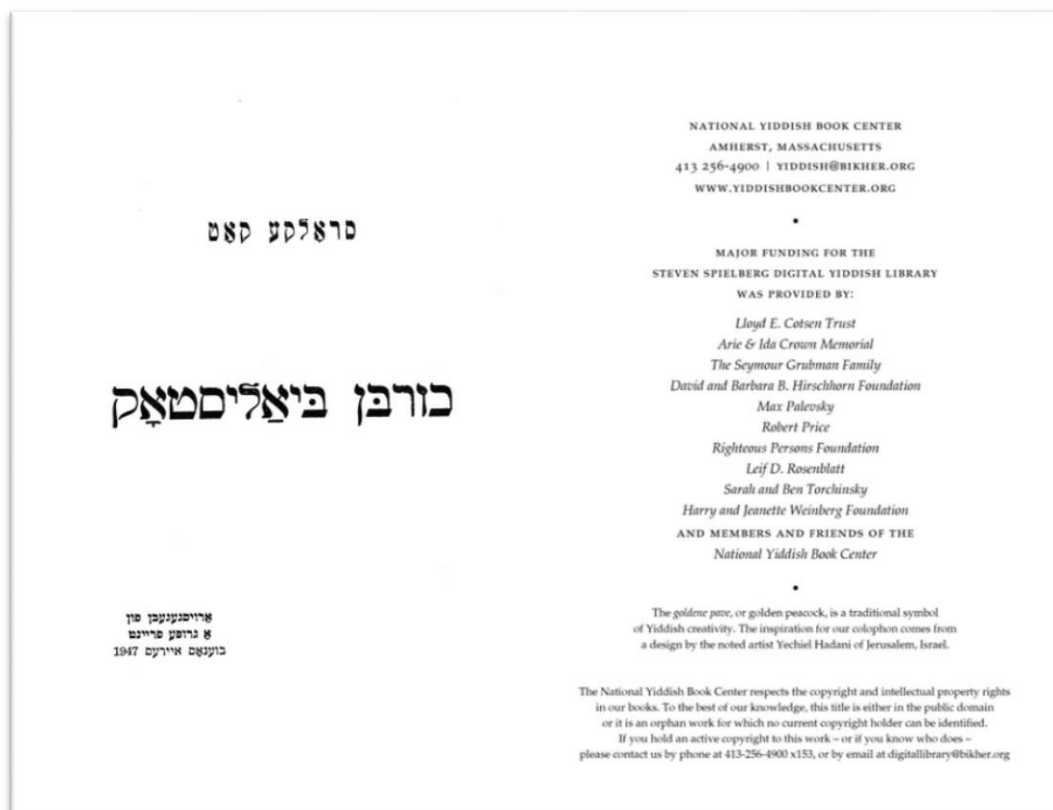 סראָלקע קאָט
כורבן ביאַליסטאָק
אַרויסגעגעבן פון
אַ גרופּע פריינט
בוענאָס איירעס 1947
NATIONAL YIDDISH BOOK CENTER
AMHERST, MASSACHUSETTS
413 256-4900 | YIDDISH@BIKHER.ORG
WWW.YIDDISHBOOKCENTER.ORG
•
MAJOR FUNDING FOR THE
STEVEN SPIELBERG DIGITAL YIDDISH LIBRARY
WAS PROVIDED BY:
Lloyd E. Cotsen Trust
Arie & Ida Crown Memorial
The Seymour Grubman Family
David and Barbara B. Hirschhorn Foundation
Max Palevsky
Robert Price
Righteous Persons Foundation
Leif D. Rosenblatt
Sarah and Ben Torchinsky
Harry and Jeanette Weinberg Foundation
AND MEMBERS AND FRIENDS OF THE
National Yiddish Book Center
•
The goldene pave, or golden peacock, is a traditional symbol
of Yiddish creativity. The inspiration for our colophon comes from
a design by the noted artist Yechiel Hadani of Jerusalem, Israel.
The National Yiddish Book Center respects the copyright and intellectual property rights
in our books. To the best of our knowledge, this title is either in the public domain
or it is an orphan work for which no current copyright holder can be identified.
If you hold an active copyright to this work – or if you know who does –
please contact us by phone at 413-256-4900 x153, or by email at digitallibrary@bikher.org